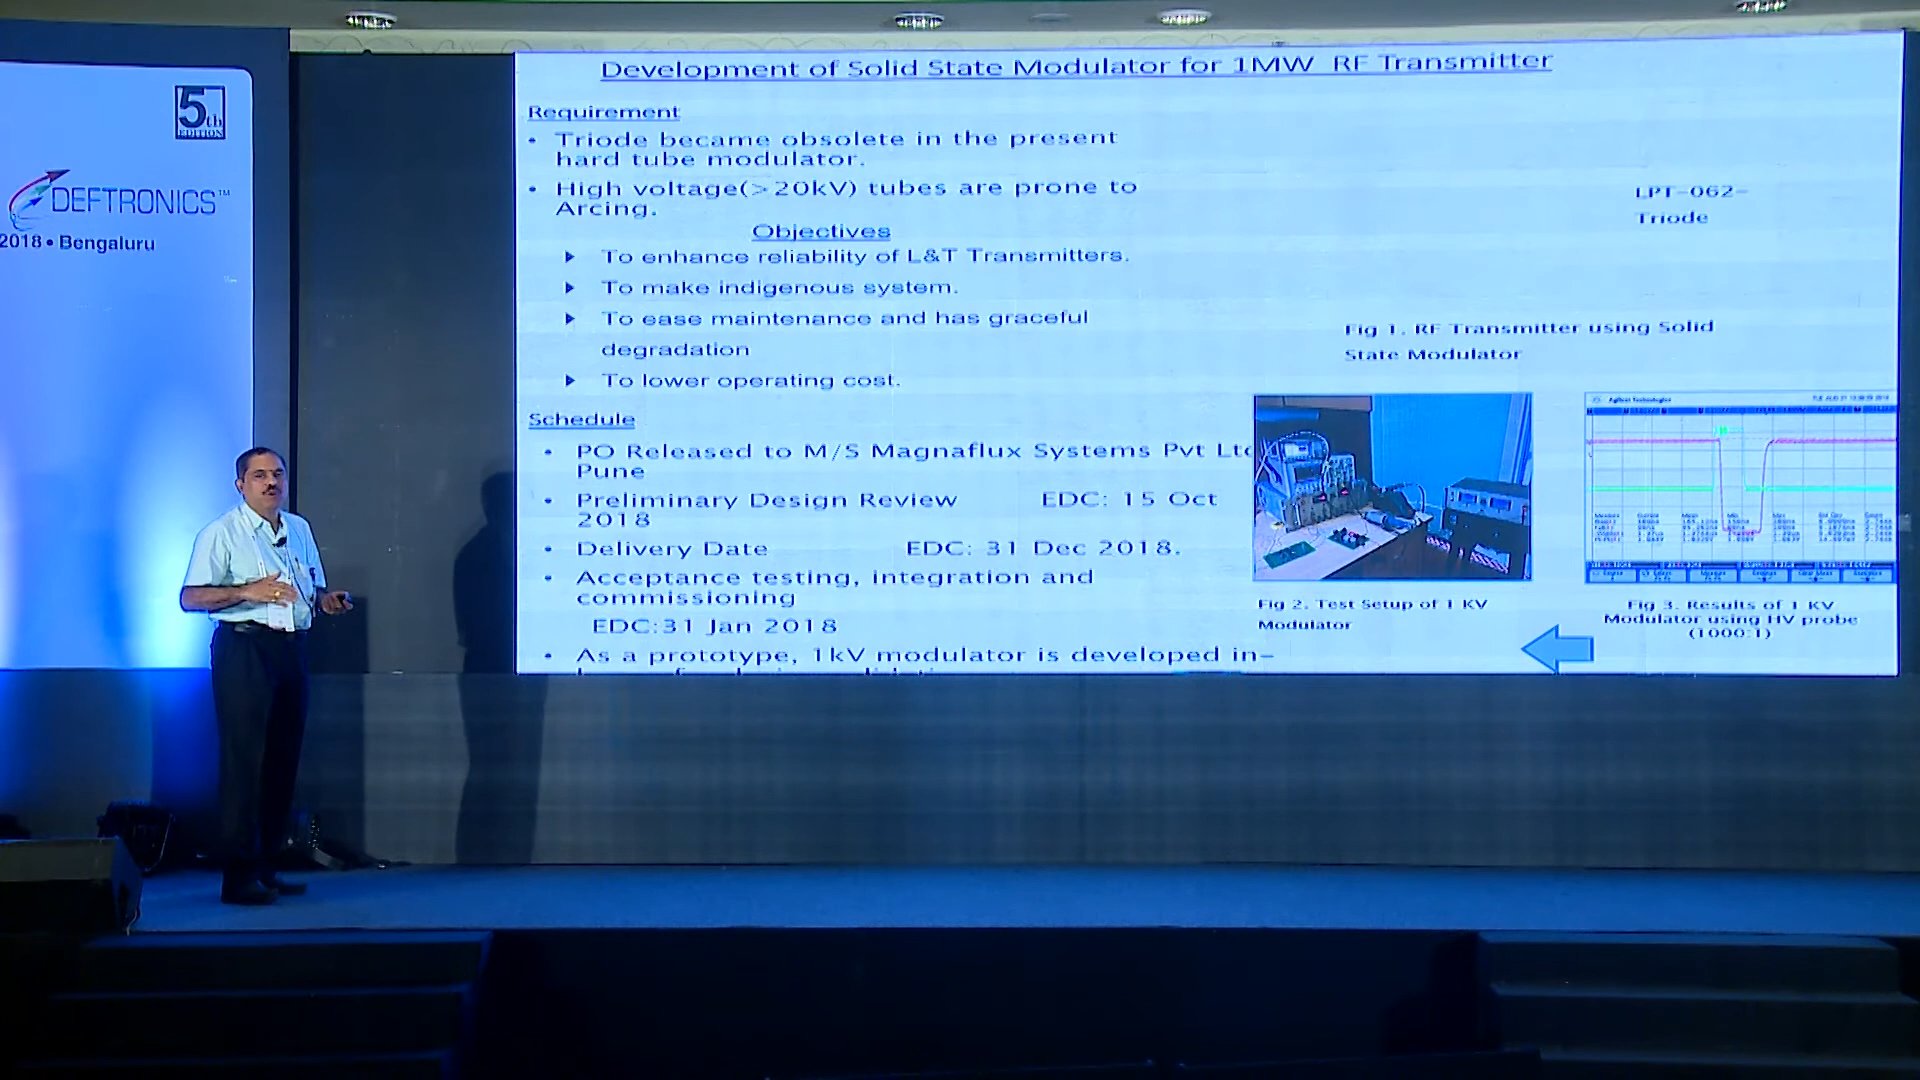 5th
EDITION
DEFTRONICS™
2018 • Bengaluru
Development of Solid State Modulator for 1MW RF Transmitter
Requirement
• Triode became obsolete in the present
hard tube modulator.
• High voltage(>20kV) tubes are prone to
Arcing.
Objectives
To enhance reliability of L&T Transmitters.
To make indigenous system.
To ease maintenance and has graceful
degradation
To lower operating cost.
Schedule
• PO Released to M/S Magnaflux Systems Pvt Ltd
Pune
• Preliminary Design Review EDC: 15 Oct
2018
• Delivery Date EDC: 31 Dec 2018.
• Acceptance testing, integration and
commissioning
EDC:31 Jan 2018
• As a prototype, 1kV modulator is developed in-
LPT-062-
Triode
Fig 1. RF Transmitter using Solid
State Modulator
Agilent Technologies
Fig 2. Test Setup of 1 KV
Modulator
Fig 3. Results of 1 KV
Modulator using HV probe
(1000:1)